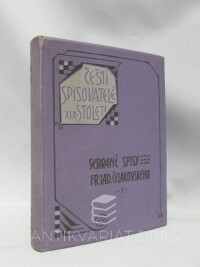 ČEŠTÍ
SPISOVATELÉ
XIX·STOLETÍ
SEBRANÉ SPISY
FR.LAD.ČELAKOVSKÉHO
·I·
ANTIKVARIAT